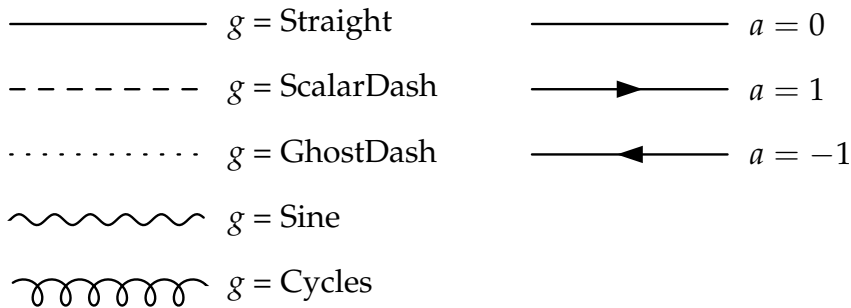 g = Straight a = 0
g = ScalarDash a = 1
g = GhostDash a = −1
g = Sine
g = Cycles